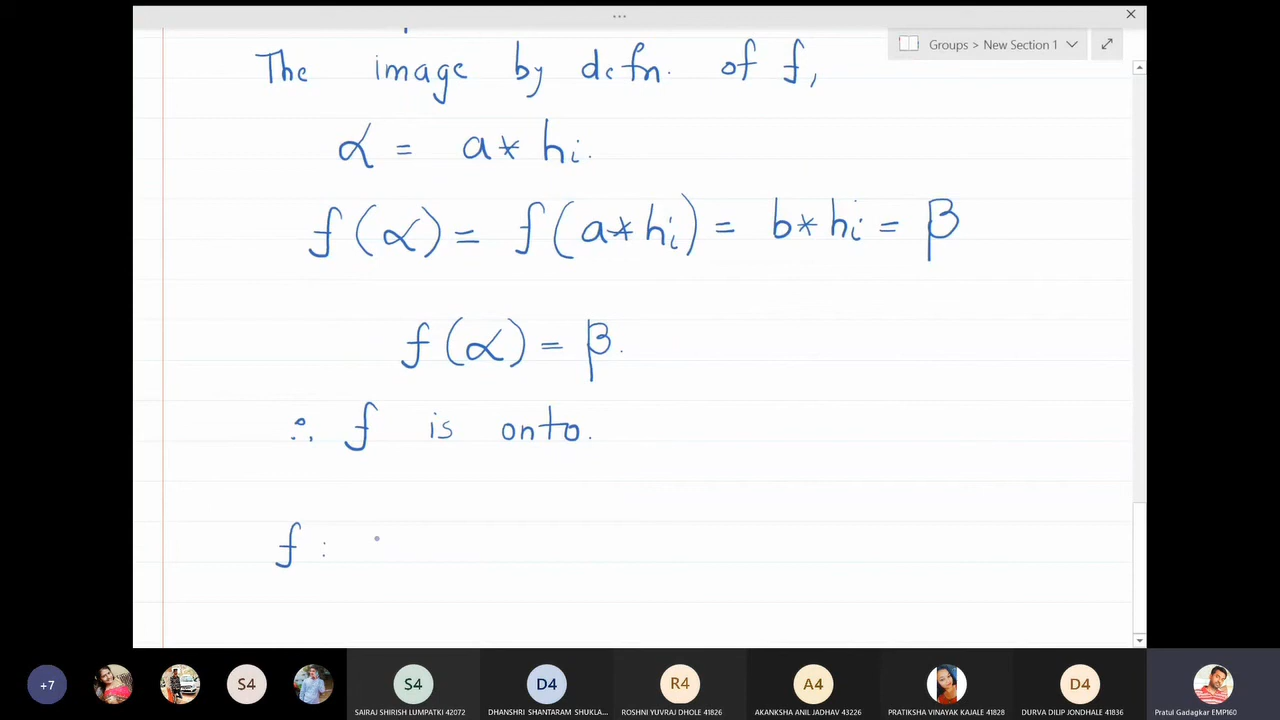 Groups > New Section 1
The image by defn. of f,
α = a * hᵢ.
f(α) = f(a * hᵢ) = b * hᵢ = β
f(α) = β.
∴ f is onto.
f :
+7
S4
S4
SAIRAJ SHIRISH LUMPATKI 42072
D4
DHANSHRI SHANTARAM SHUKLA...
R4
ROSHNI YUVRAJ DHOLE 41826
A4
AKANKSHA ANIL JADHAV 43226
PRATIKSHA VINAYAK KAJALE 41828
D4
DURVA DILIP JONDHALE 41836
Pratul Gadagkar EMP160